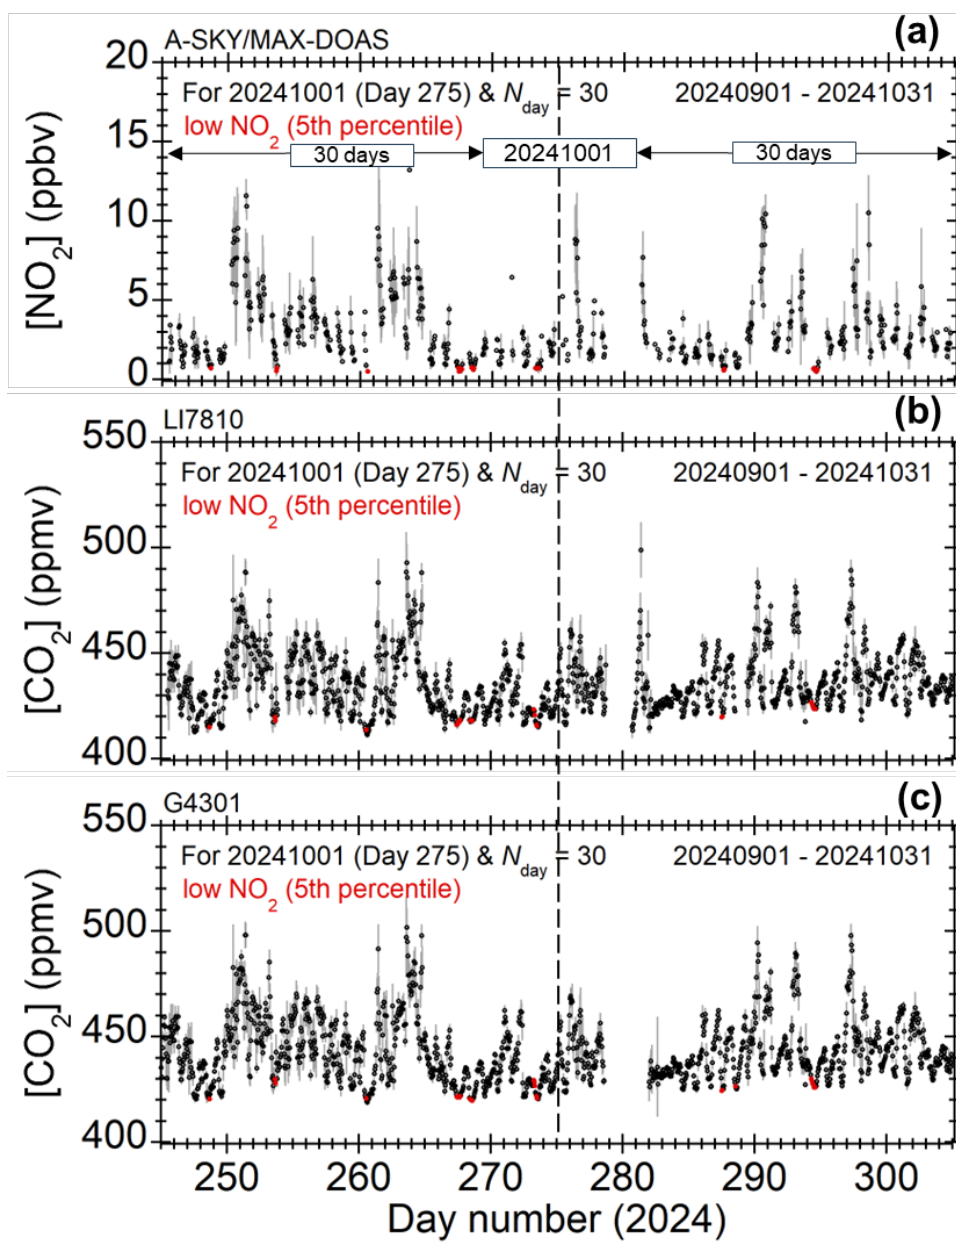 (a)
A-SKY/MAX-DOAS
20
For 20241001 (Day 275) & Nday = 30 20240901 - 20241031
low NO2 (5th percentile)
15
30 days 20241001 30 days
[NO2] (ppbv)
10
5
0
(b)
LI7810
550
For 20241001 (Day 275) & Nday = 30 20240901 - 20241031
low NO2 (5th percentile)
500
[CO2] (ppmv)
450
400
(c)
G4301
550
For 20241001 (Day 275) & Nday = 30 20240901 - 20241031
low NO2 (5th percentile)
500
[CO2] (ppmv)
450
400
250 260 270 280 290 300
Day number (2024)